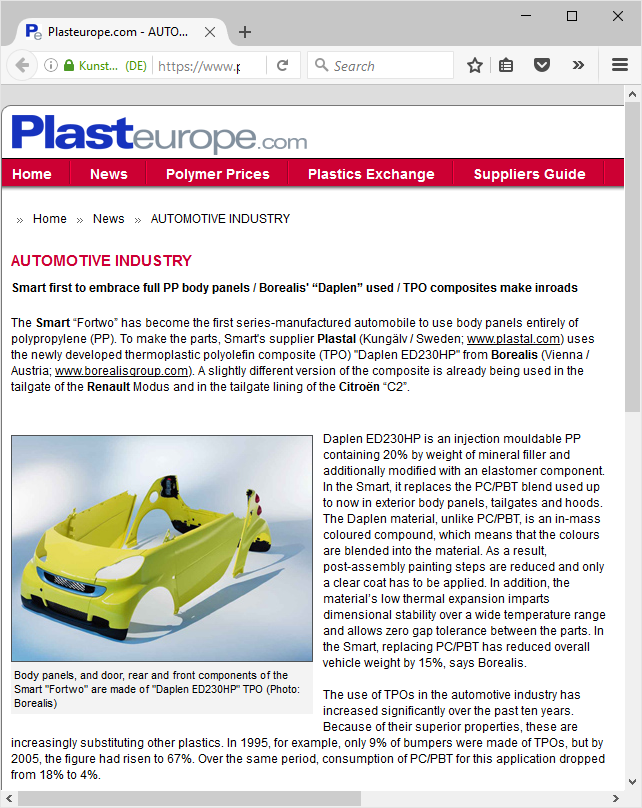 Plasteurope.com - AUTO...
Kunst... (DE)
https://www.p
Search
Plasteurope.com
Home
News
Polymer Prices
Plastics Exchange
Suppliers Guide
» Home » News » AUTOMOTIVE INDUSTRY
AUTOMOTIVE INDUSTRY
Smart first to embrace full PP body panels / Borealis' “Daplen” used / TPO composites make inroads
The Smart “Fortwo” has become the first series-manufactured automobile to use body panels entirely of
polypropylene (PP). To make the parts, Smart's supplier Plastal (Kungälv / Sweden; www.plastal.com) uses
the newly developed thermoplastic polyolefin composite (TPO) "Daplen ED230HP" from Borealis (Vienna /
Austria; www.borealisgroup.com). A slightly different version of the composite is already being used in the
tailgate of the Renault Modus and in the tailgate lining of the Citroën “C2”.
Body panels, and door, rear and front components of the
Smart "Fortwo" are made of "Daplen ED230HP" TPO (Photo:
Borealis)
Daplen ED230HP is an injection mouldable PP
containing 20% by weight of mineral filler and
additionally modified with an elastomer component.
In the Smart, it replaces the PC/PBT blend used up
to now in exterior body panels, tailgates and hoods.
The Daplen material, unlike PC/PBT, is an in-mass
coloured compound, which means that the colours
are blended into the material. As a result,
post-assembly painting steps are reduced and only
a clear coat has to be applied. In addition, the
material’s low thermal expansion imparts
dimensional stability over a wide temperature range
and allows zero gap tolerance between the parts. In
the Smart, replacing PC/PBT has reduced overall
vehicle weight by 15%, says Borealis.
The use of TPOs in the automotive industry has
increased significantly over the past ten years.
Because of their superior properties, these are
increasingly substituting other plastics. In 1995, for example, only 9% of bumpers were made of TPOs, but by
2005, the figure had risen to 67%. Over the same period, consumption of PC/PBT for this application dropped
from 18% to 4%.